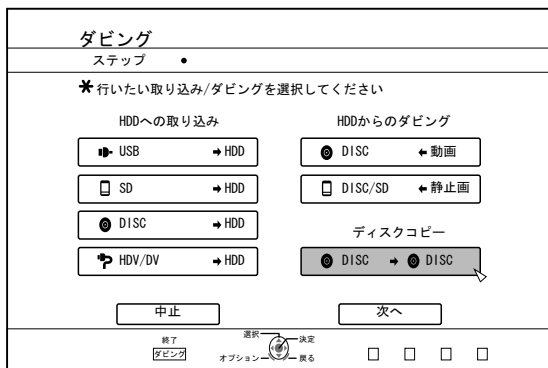 ダビング
ステップ
行いたい取り込み/ダビングを選択してください
HDDへの取り込み
USB ➡ HDD
SD ➡ HDD
DISC ➡ HDD
HDV/DV ➡ HDD
HDDからのダビング
DISC ⬅ 動画
DISC/SD ⬅ 静止画
ディスクコピー
DISC ➡ DISC
中止
次へ
終了
ダビング
選択
決定
オプション
戻る